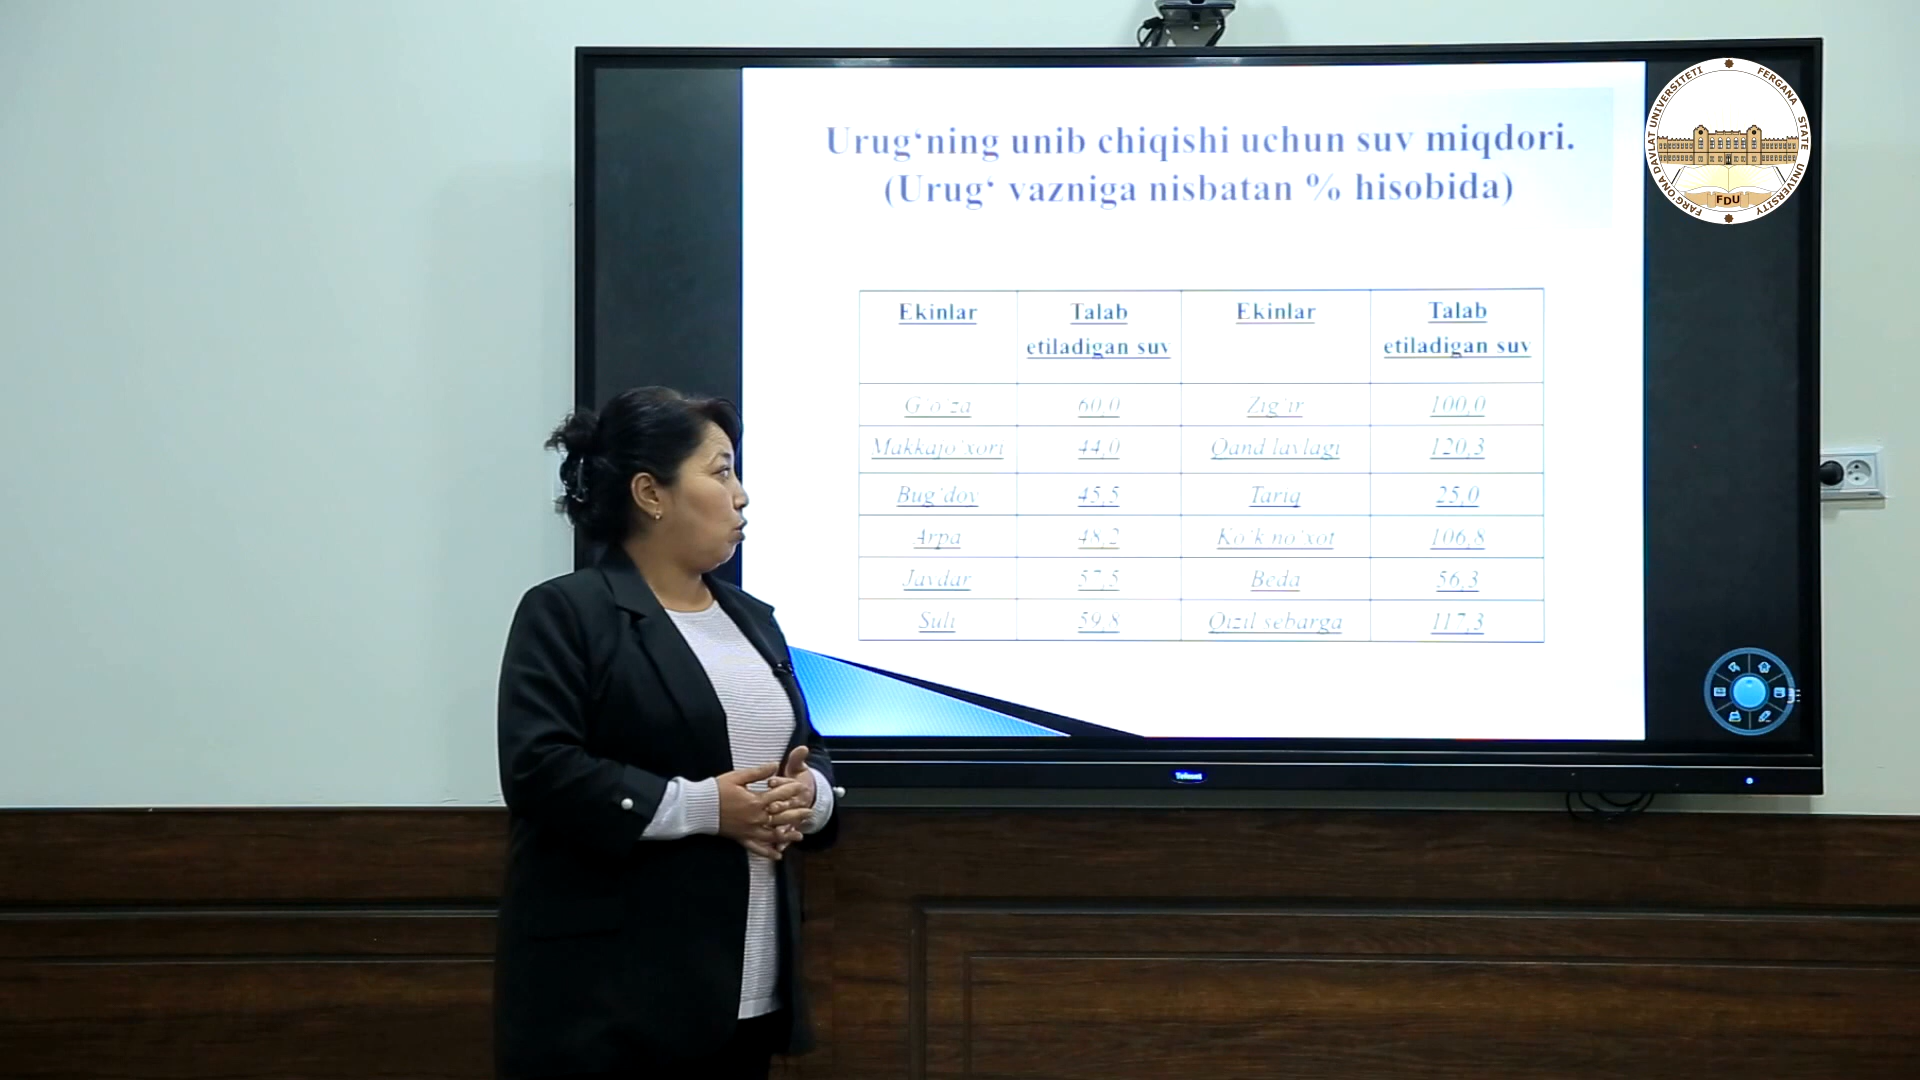 Urug‘ning unib chiqishi uchun suv miqdori.
(Urug‘ vazniga nisbatan % hisobida)
Ekinlar Talab etiladigan suv Ekinlar Talab etiladigan suv
G‘o‘za 60,0 Zig‘ir 100,0
Makkajo‘xori 44,0 Qand lavlagi 120,3
Bug‘doy 45,5 Tariq 25,0
Arpa 48,2 Ko‘k no‘xot 106,8
Javdar 57,5 Beda 56,3
Suli 59,8 Qizil sebarga 117,3
FARG‘ONA DAVLAT UNIVERSITETI
FERGANA STATE UNIVERSITY
FDU